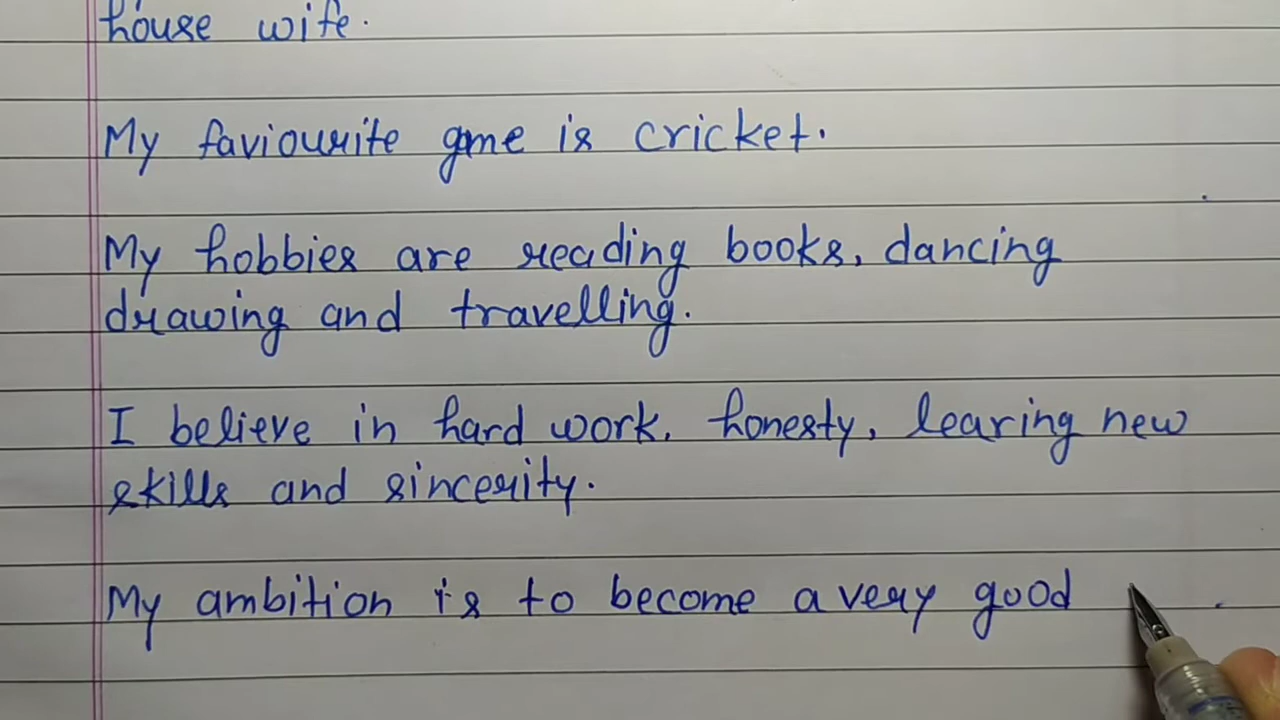 house wife.
My faviourite gme is cricket.
My hobbies are reading books, dancing
drawing and travelling.
I believe in hard work, honesty, learing new
skills and sincerity.
My ambition is to become a very good